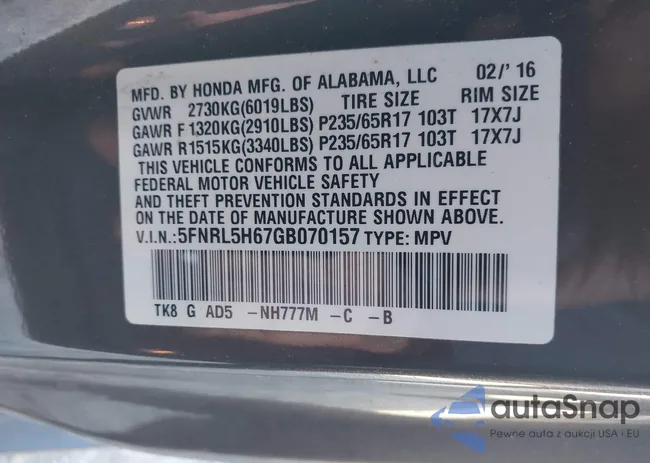 MFD. BY HONDA MFG. OF ALABAMA, LLC 02/' 16
GVWR 2730KG(6019LBS) TIRE SIZE RIM SIZE
GAWR F 1320KG(2910LBS) P235/65R17 103T 17X7J
GAWR R1515KG(3340LBS) P235/65R17 103T 17X7J
THIS VEHICLE CONFORMS TO ALL APPLICABLE
FEDERAL MOTOR VEHICLE SAFETY
AND THEFT PREVENTION STANDARDS IN EFFECT
ON THE DATE OF MANUFACTURE SHOWN ABOVE.
V.I.N.:5FNRL5H67GB070157 TYPE: MPV
TK8 G AD5 -NH777M -C -B
autaSnap
Pewne auta z aukcji USA i EU